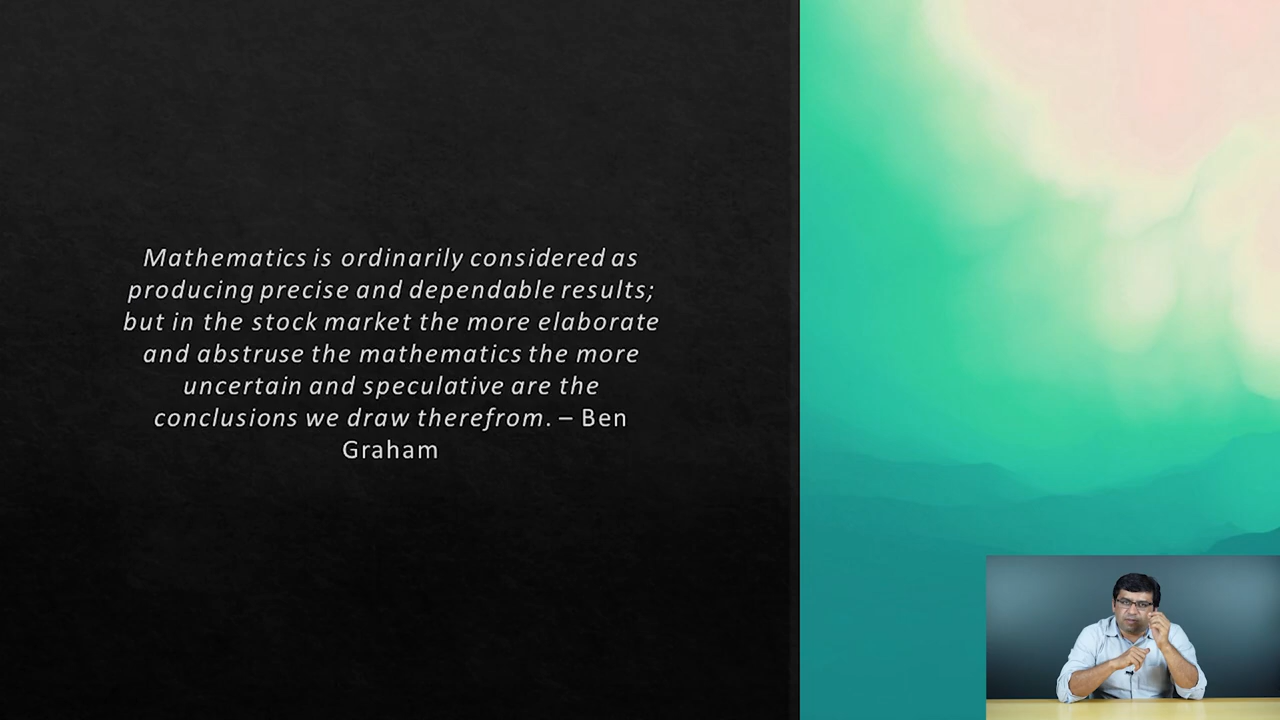 Mathematics is ordinarily considered as
producing precise and dependable results;
but in the stock market the more elaborate
and abstruse the mathematics the more
uncertain and speculative are the
conclusions we draw therefrom. – Ben
Graham